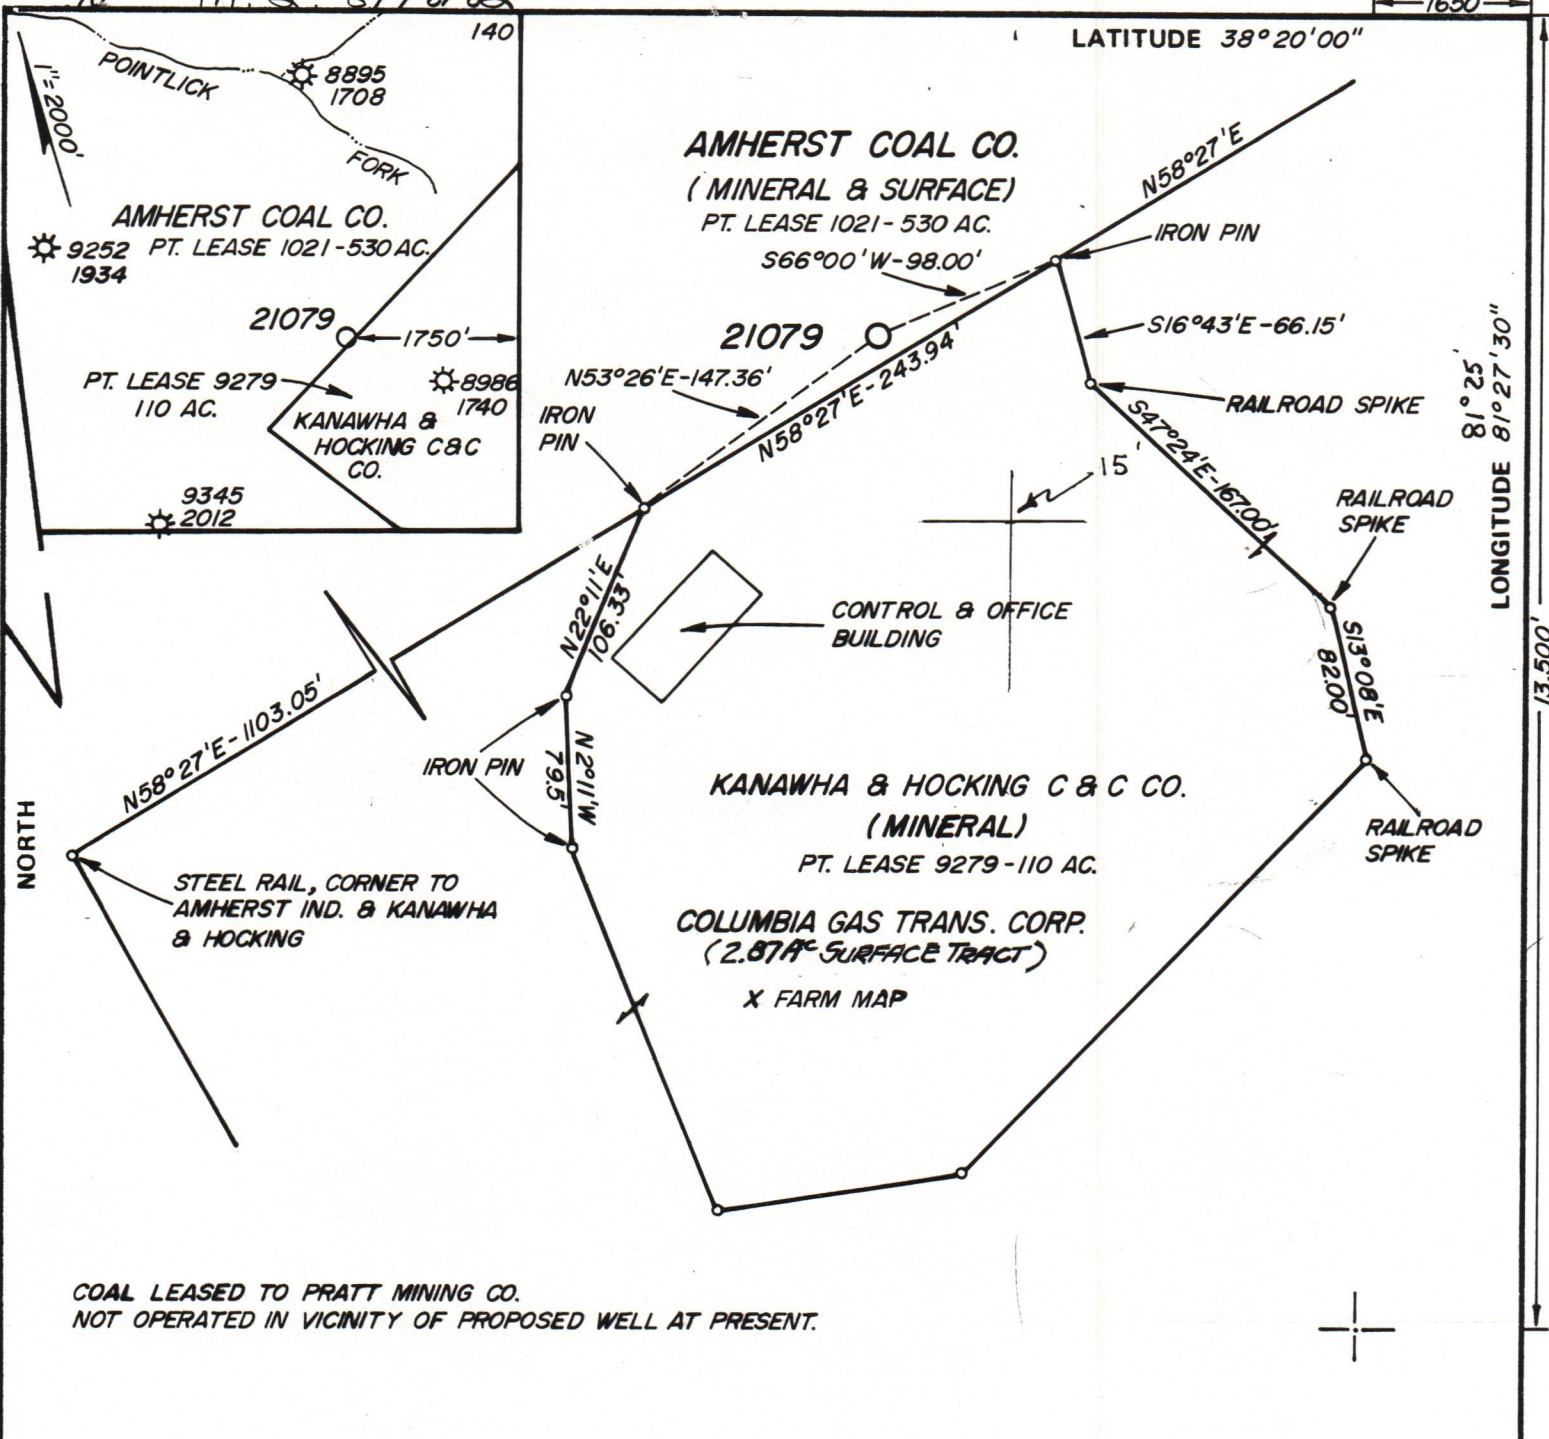 1650
LATITUDE 38°20'00"
140
POINTLICK
FORK
1"=2000'
8895
1708
AMHERST COAL CO.
PT. LEASE 1021-530 AC.
9252
1934
21079
1750'
PT. LEASE 9279
110 AC.
8986
1740
KANAWHA &
HOCKING C&C
CO.
9345
2012
AMHERST COAL CO.
(MINERAL & SURFACE)
PT. LEASE 1021-530 AC.
S66°00'W-98.00'
N58°27'E
IRON PIN
21079
S16°43'E-66.15'
N53°26'E-147.36'
N58°27'E-243.94'
IRON
PIN
RAILROAD SPIKE
S47°24'E-167.00'
15'
RAILROAD
SPIKE
81°25'
LONGITUDE 81°27'30"
13,500'
N22°11'E
106.33'
CONTROL & OFFICE
BUILDING
S13°08'E
82.00'
N58°27'E-1103.05'
IRON PIN
N2°11'W
79.5'
KANAWHA & HOCKING C & C CO.
(MINERAL)
PT. LEASE 9279-110 AC.
RAILROAD
SPIKE
NORTH
STEEL RAIL, CORNER TO
AMHERST IND. & KANAWHA
& HOCKING
COLUMBIA GAS TRANS. CORP.
(2.87Ac SURFACE TRACT)
X FARM MAP
COAL LEASED TO PRATT MINING CO.
NOT OPERATED IN VICINITY OF PROPOSED WELL AT PRESENT.